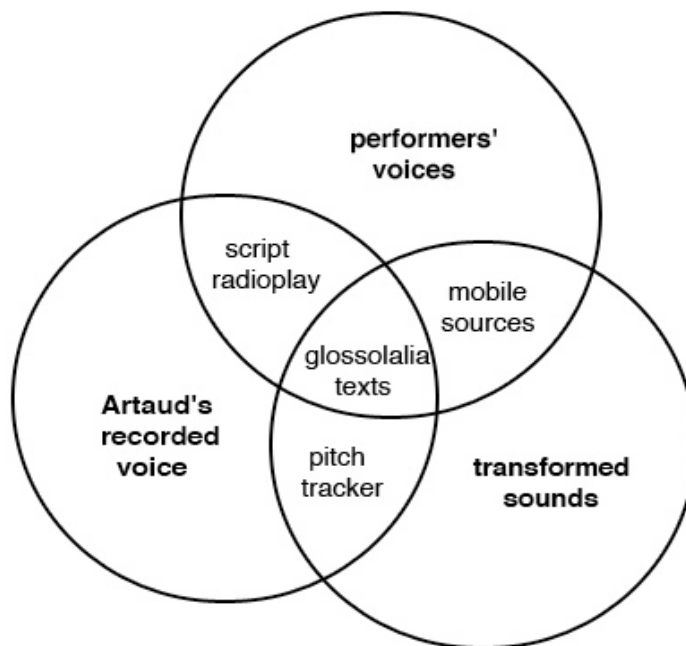 performers'
voices
script
radioplay
mobile
sources
glossolalia
texts
Artaud's
recorded
voice
pitch
tracker
transformed
sounds